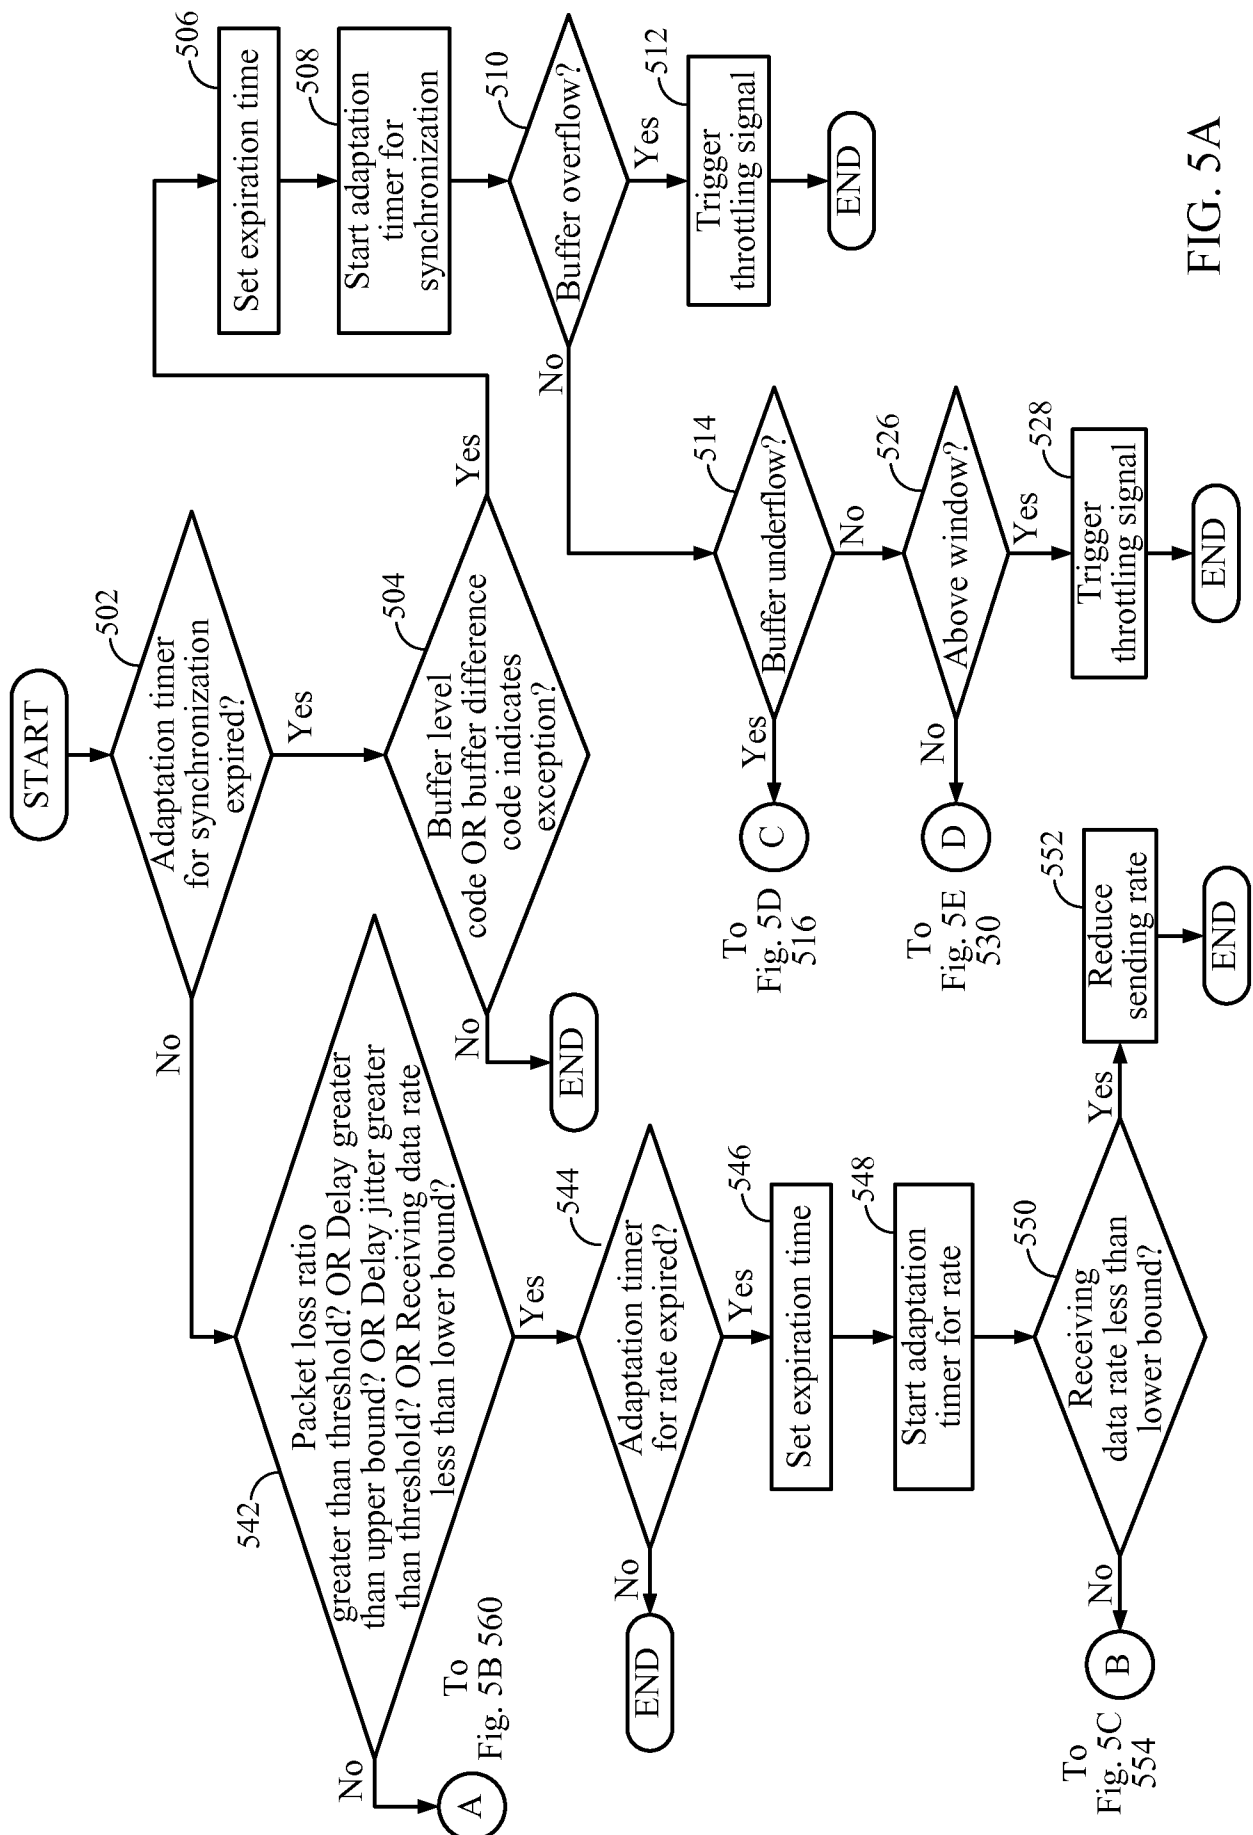 START
502
Adaptation timer
for synchronization
expired?
No
Yes
504
Buffer level
code OR buffer difference
code indicates
exception?
No
END
Yes
506
Set expiration time
508
Start adaptation
timer for
synchronization
510
Buffer overflow?
Yes
512
Trigger
throttling signal
END
No
514
Buffer underflow?
Yes
C
To
Fig. 5D
516
No
526
Above window?
No
D
To
Fig. 5E
530
Yes
528
Trigger
throttling signal
END
542
Packet loss ratio
greater than threshold? OR Delay greater
than upper bound? OR Delay jitter greater
than threshold? OR Receiving data rate
less than lower bound?
No
A
To
Fig. 5B 560
Yes
544
Adaptation timer
for rate expired?
No
END
Yes
546
Set expiration time
548
Start adaptation
timer for rate
550
Receiving
data rate less than
lower bound?
No
B
To
Fig. 5C
554
Yes
552
Reduce
sending rate
END
FIG. 5A